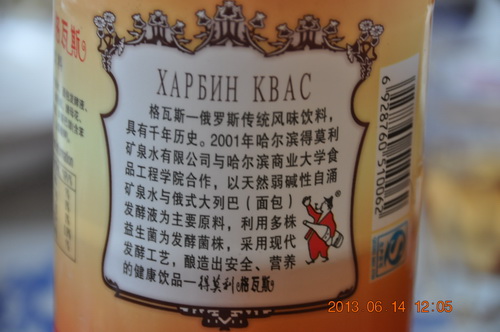 ХАРБИН КВАС
格瓦斯—俄罗斯传统风味饮料,
具有千年历史。2001年哈尔滨得莫利
矿泉水有限公司与哈尔滨商业大学食
品工程学院合作，以天然弱碱性自涌
矿泉水与俄式大列巴（面包）
发酵液为主要原料，利用多株
益生菌为发酵菌株，采用现代
发酵工艺，酿造出安全、营养
的健康饮品—得莫利格瓦斯
瓦斯
6 928760 510062
2013 06 14 12:05